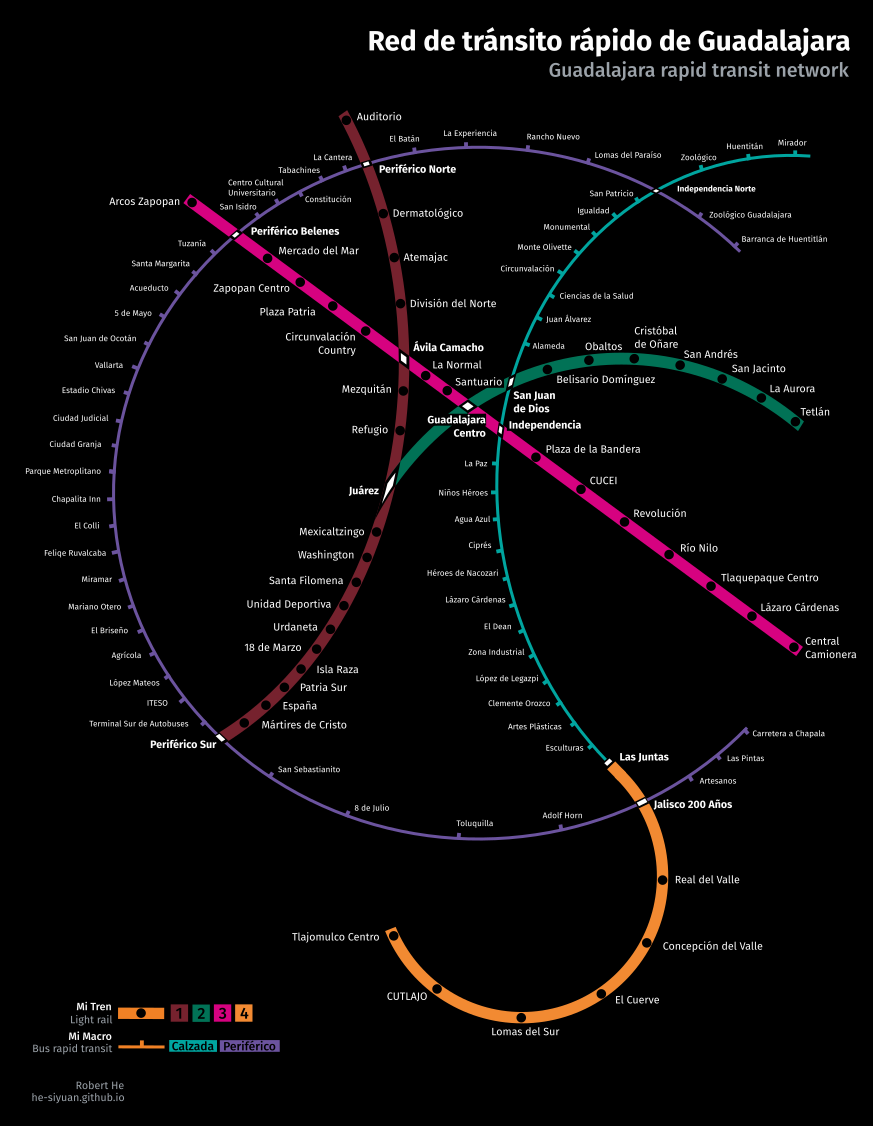 Red de tránsito rápido de Guadalajara
Guadalajara rapid transit network
Auditorio
El Batán
La Experiencia
Rancho Nuevo
Lomas del Paraíso
Zoológico
Huentitán
Mirador
La Cantera
Tabachines
Periférico Norte
Independencia Norte
Centro Cultural
Universitario
Constitución
San Isidro
Arcos Zapopan
San Patricio
Igualdad
Monumental
Monte Olivette
Circunvalación
Zoológico Guadalajara
Barranca de Huentitlán
Periférico Belenes
Dermatológico
Tuzania
Mercado del Mar
Atemajac
Santa Margarita
Acueducto
Zapopan Centro
División del Norte
Ciencias de la Salud
5 de Mayo
Plaza Patria
Juan Álvarez
San Juan de Ocotán
Circunvalación
Country
Ávila Camacho
Alameda
Obaltos
Cristóbal
de Oñare
San Andrés
San Jacinto
La Aurora
Tetlán
Vallarta
La Normal
Santuario
Belisario Dominguez
Estadio Chivas
Mezquitán
San Juan
de Dios
Ciudad Judicial
Refugio
Guadalajara
Centro
Independencia
Ciudad Granja
Plaza de la Bandera
Parque Metroplitano
La Paz
CUCEI
Chapalita Inn
Juárez
Niños Héroes
Revolución
El Colli
Agua Azul
Mexicaltzingo
Río Nilo
Felique Ruvalcaba
Washington
Ciprés
Miramar
Santa Filomena
Héroes de Nacozari
Tlaquepaque Centro
Mariano Otero
Unidad Deportiva
Lázaro Cárdenas
Lázaro Cárdenas
El Briseño
Urdaneta
El Dean
Central
Camionera
Agrícola
18 de Marzo
Zona Industrial
Isla Raza
López Mateos
Patria Sur
López de Legazpi
ITESO
España
Clemente Orozco
Terminal Sur de Autobuses
Mártires de Cristo
Artes Plásticas
Carretera a Chapala
Periférico Sur
Esculturas
Las Juntas
Las Pintas
San Sebastianito
Artesanos
8 de Julio
Jalisco 200 Años
Toluquilla
Adolf Horn
Real del Valle
Tlajomulco Centro
Concepción del Valle
CUTLAJO
El Cuerve
Lomas del Sur
Mi Tren
Light rail
1 2 3 4
Mi Macro
Bus rapid transit
Calzada Periférico
Robert He
he-siyuan.github.io